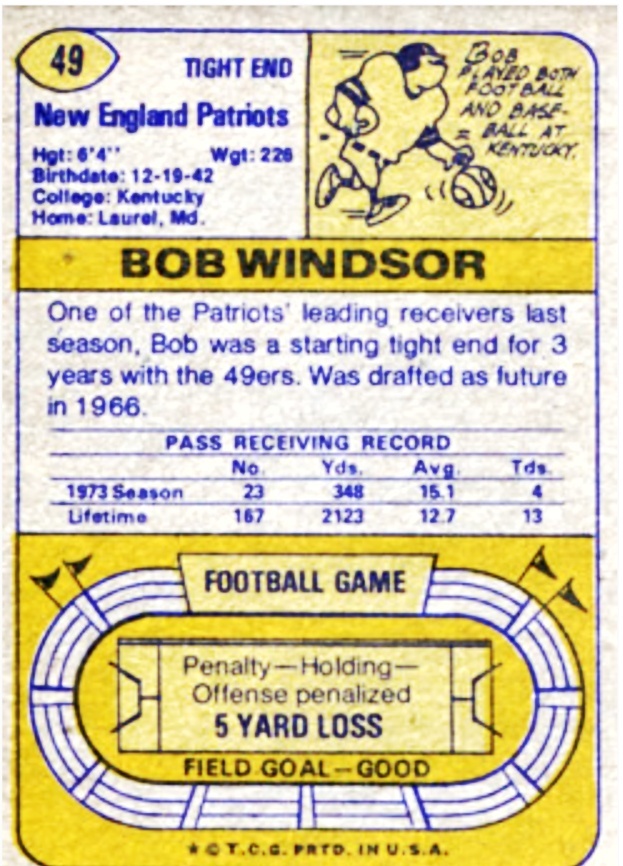 49
TIGHT END
New England Patriots
Hgt: 6'4" Wgt: 226
Birthdate: 12-19-42
College: Kentucky
Home: Laurel, Md.
BOB
PLAYED BOTH
FOOTBALL
AND BASE-
BALL AT
KENTUCKY.
BOB WINDSOR
One of the Patriots' leading receivers last
season, Bob was a starting tight end for 3
years with the 49ers. Was drafted as future
in 1966.
PASS RECEIVING RECORD
No. Yds. Avg. Tds.
1973 Season 23 348 15.1 4
Lifetime 167 2123 12.7 13
FOOTBALL GAME
Penalty—Holding—
Offense penalized
5 YARD LOSS
FIELD GOAL—GOOD
★ © T.C.G. PRTD. IN U.S.A.